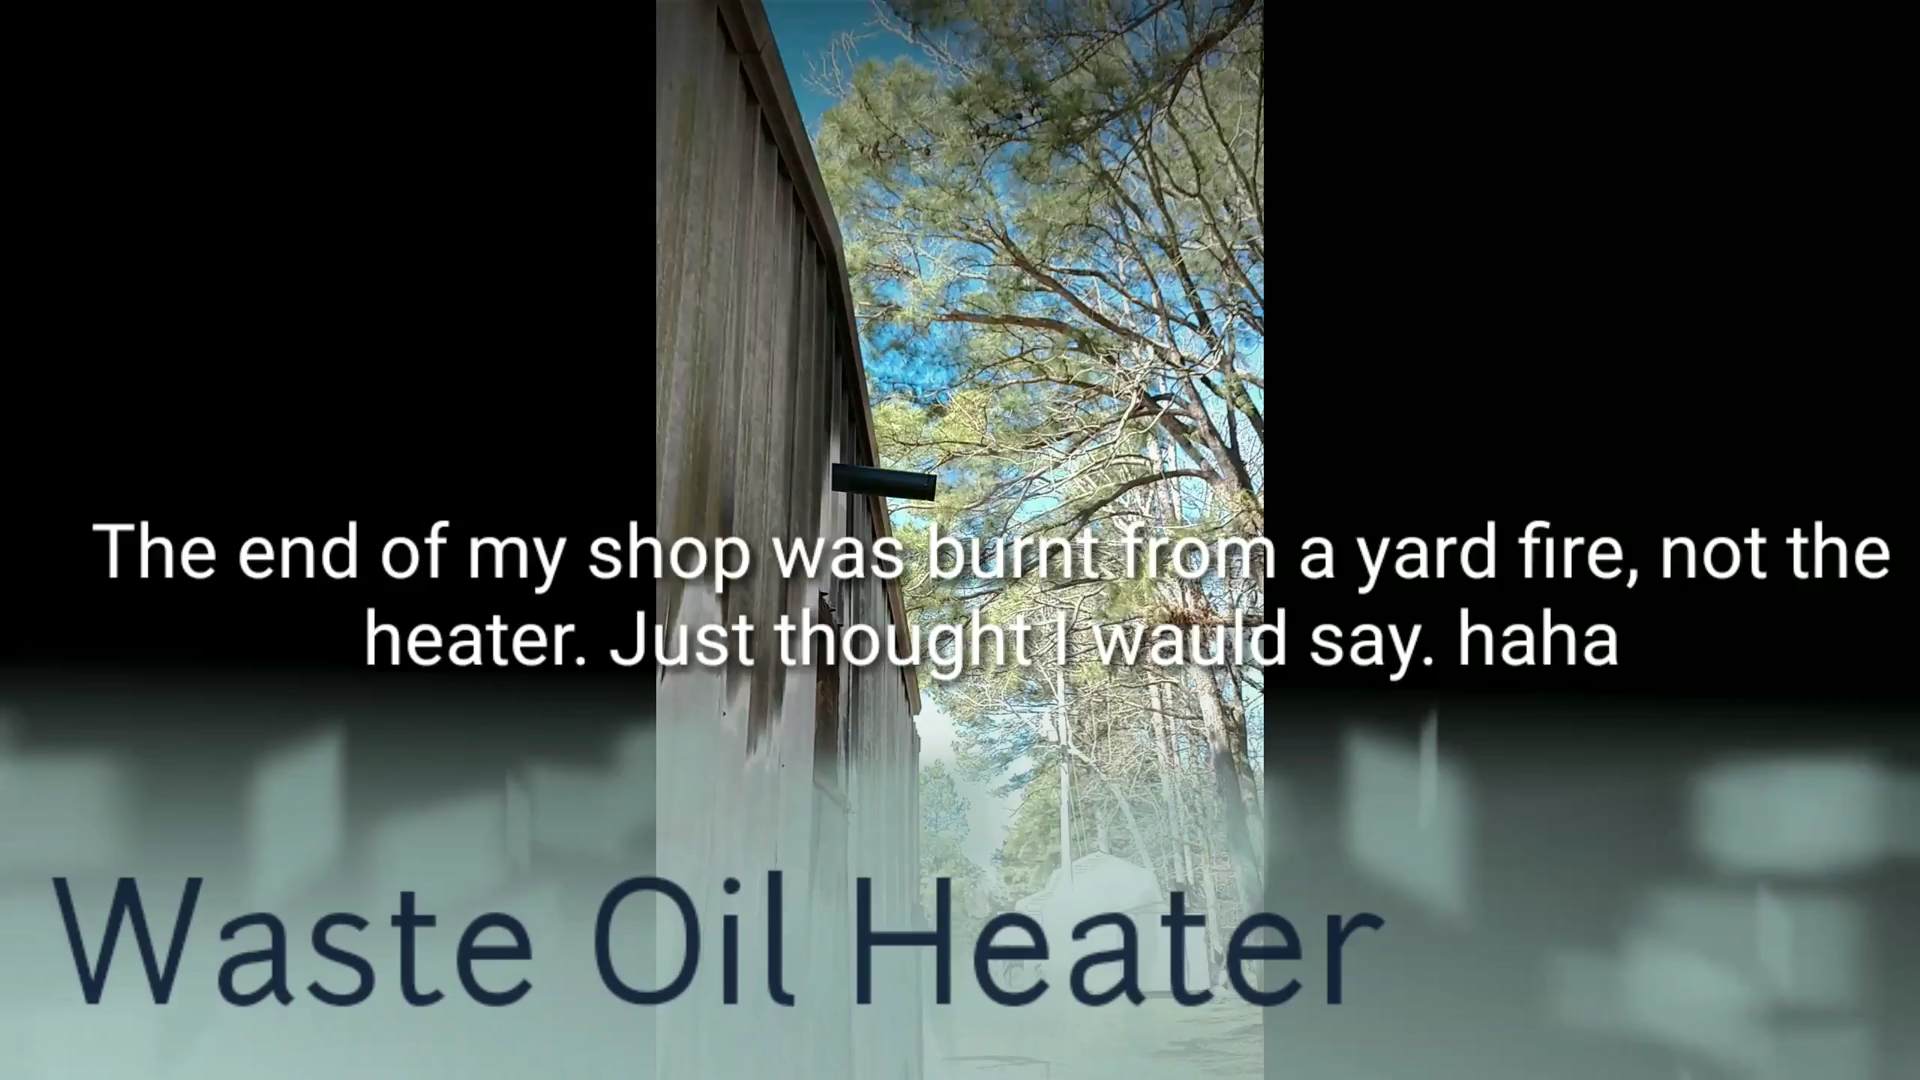 The end of my shop was burnt from a yard fire, not the
heater. Just thought I wauld say. haha
Waste Oil Heater